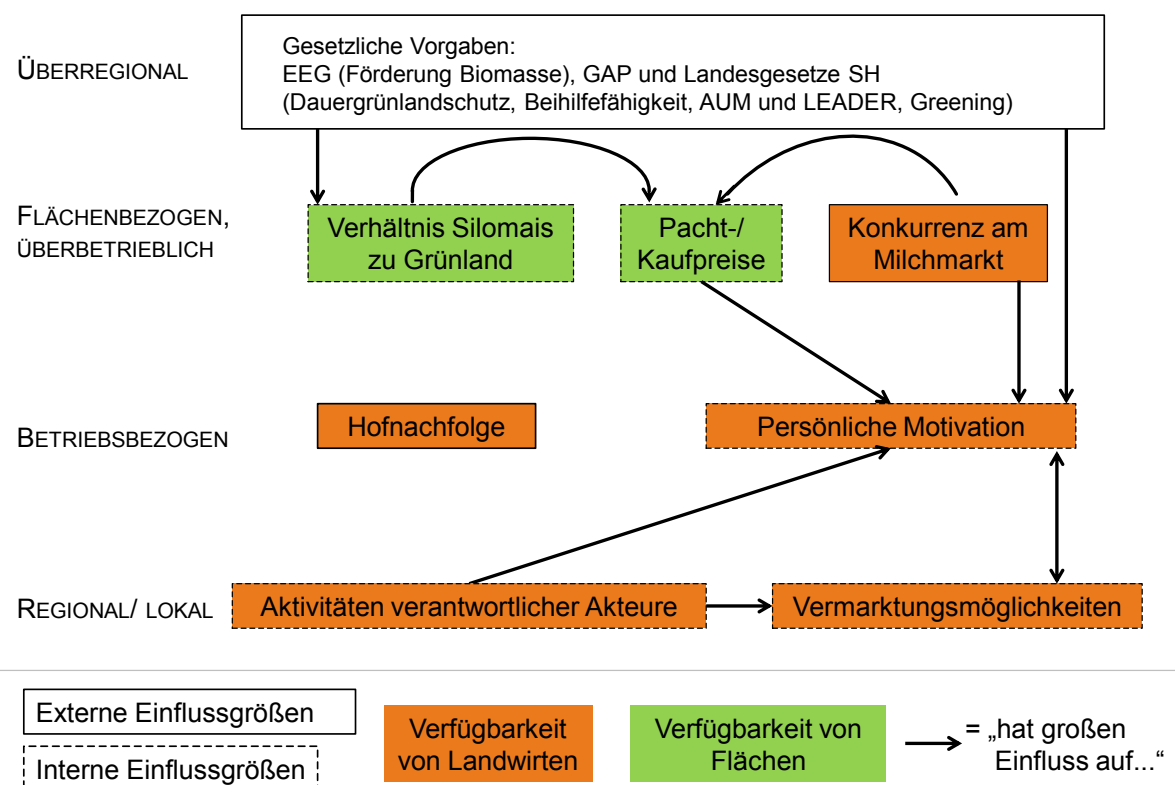 ÜBERREGIONAL
Gesetzliche Vorgaben:
EEG (Förderung Biomasse), GAP und Landesgesetze SH
(Dauergrünlandschutz, Beihilfefähigkeit, AUM und LEADER, Greening)
FLÄCHENBEZOGEN,
ÜBERBETRIEBLICH
Verhältnis Silomais
zu Grünland
Pacht-/
Kaufpreise
Konkurrenz am
Milchmarkt
BETRIEBSBEZOGEN
Hofnachfolge
Persönliche Motivation
REGIONAL/ LOKAL
Aktivitäten verantwortlicher Akteure
Vermarktungsmöglichkeiten
Externe Einflussgrößen
Interne Einflussgrößen
Verfügbarkeit
von Landwirten
Verfügbarkeit von
Flächen
= „hat großen
Einfluss auf...“